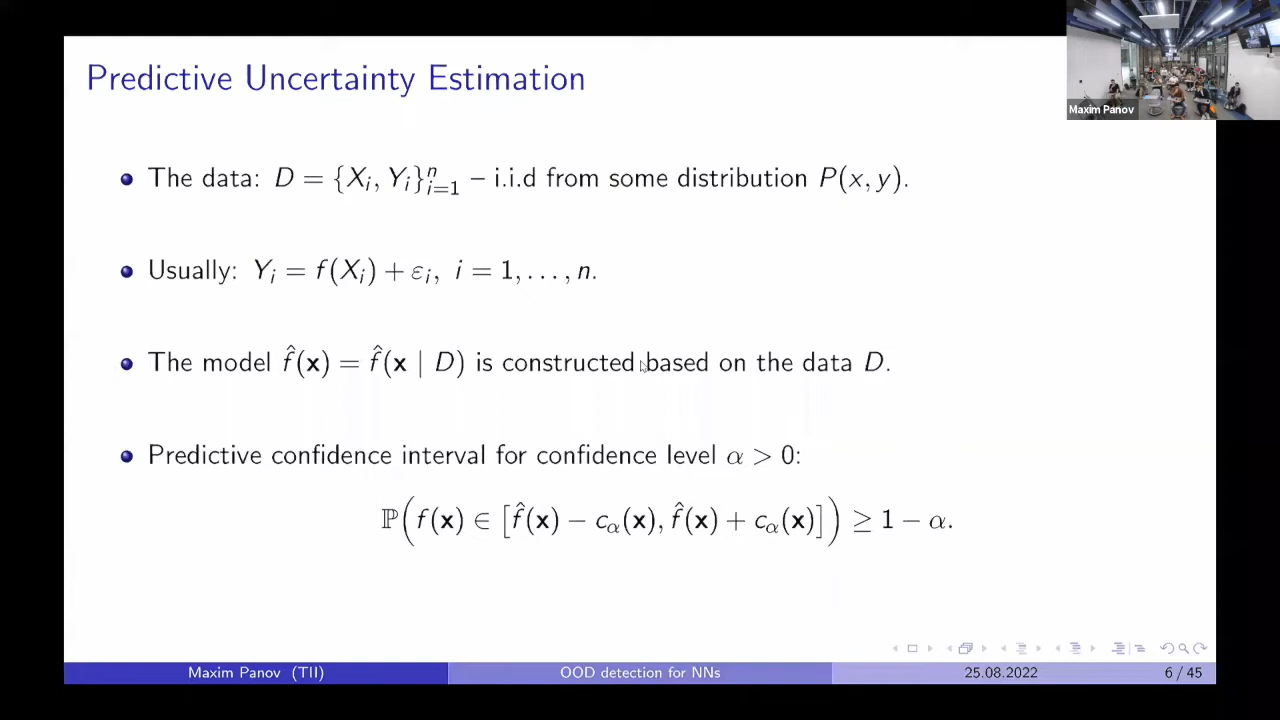 Predictive Uncertainty Estimation
Maxim Panov
The data: D = {X_i, Y_i}_{i=1}^n – i.i.d from some distribution P(x, y).
Usually: Y_i = f(X_i) + ε_i, i = 1, . . . , n.
The model f̂(x) = f̂(x | D) is constructed based on the data D.
Predictive confidence interval for confidence level α > 0:
ℙ(f(x) ∈ [f̂(x) − c_α(x), f̂(x) + c_α(x)]) ≥ 1 − α.
Maxim Panov (TII) OOD detection for NNs 25.08.2022 6 / 45